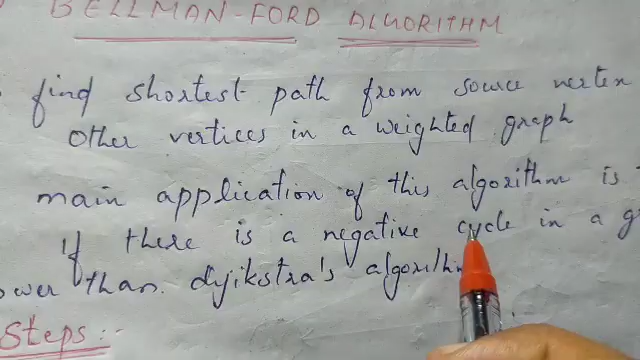 BELLMAN-FORD ALGORITHM
find shortest path from source vertex
other vertices in a weighted graph
main application of this algorithm is
if there is a negative cycle in a
than dijikstra's algorithm
Steps:-